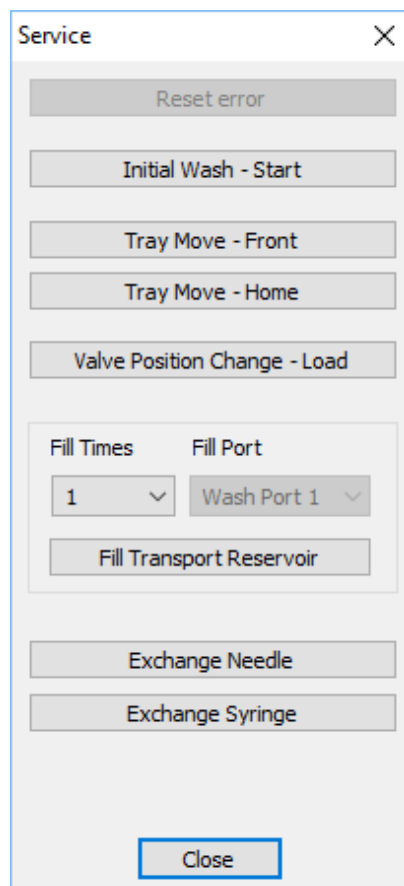 Service
Reset error
Initial Wash - Start
Tray Move - Front
Tray Move - Home
Valve Position Change - Load
Fill Times Fill Port
1 Wash Port 1
Fill Transport Reservoir
Exchange Needle
Exchange Syringe
Close